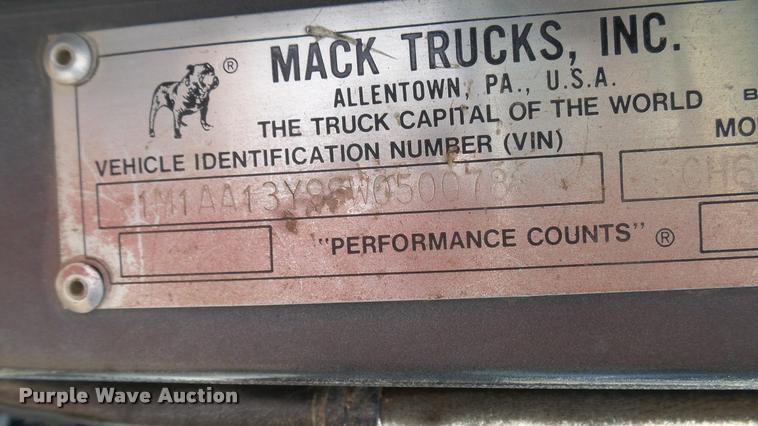 ®
MACK TRUCKS, INC.
ALLENTOWN, PA., U.S.A.
THE TRUCK CAPITAL OF THE WORLD
VEHICLE IDENTIFICATION NUMBER (VIN)
"PERFORMANCE COUNTS" ®
Purple Wave Auction